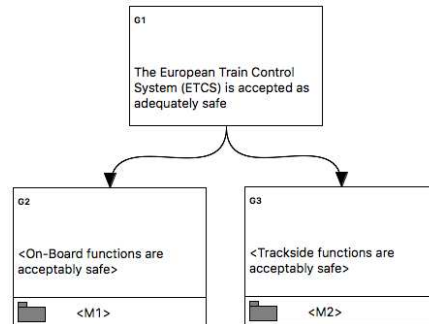 G1
The European Train Control
System (ETCS) is accepted as
adequately safe
G2
<On-Board functions are
acceptably safe>
<M1>
G3
<Trackside functions are
acceptably safe>
<M2>